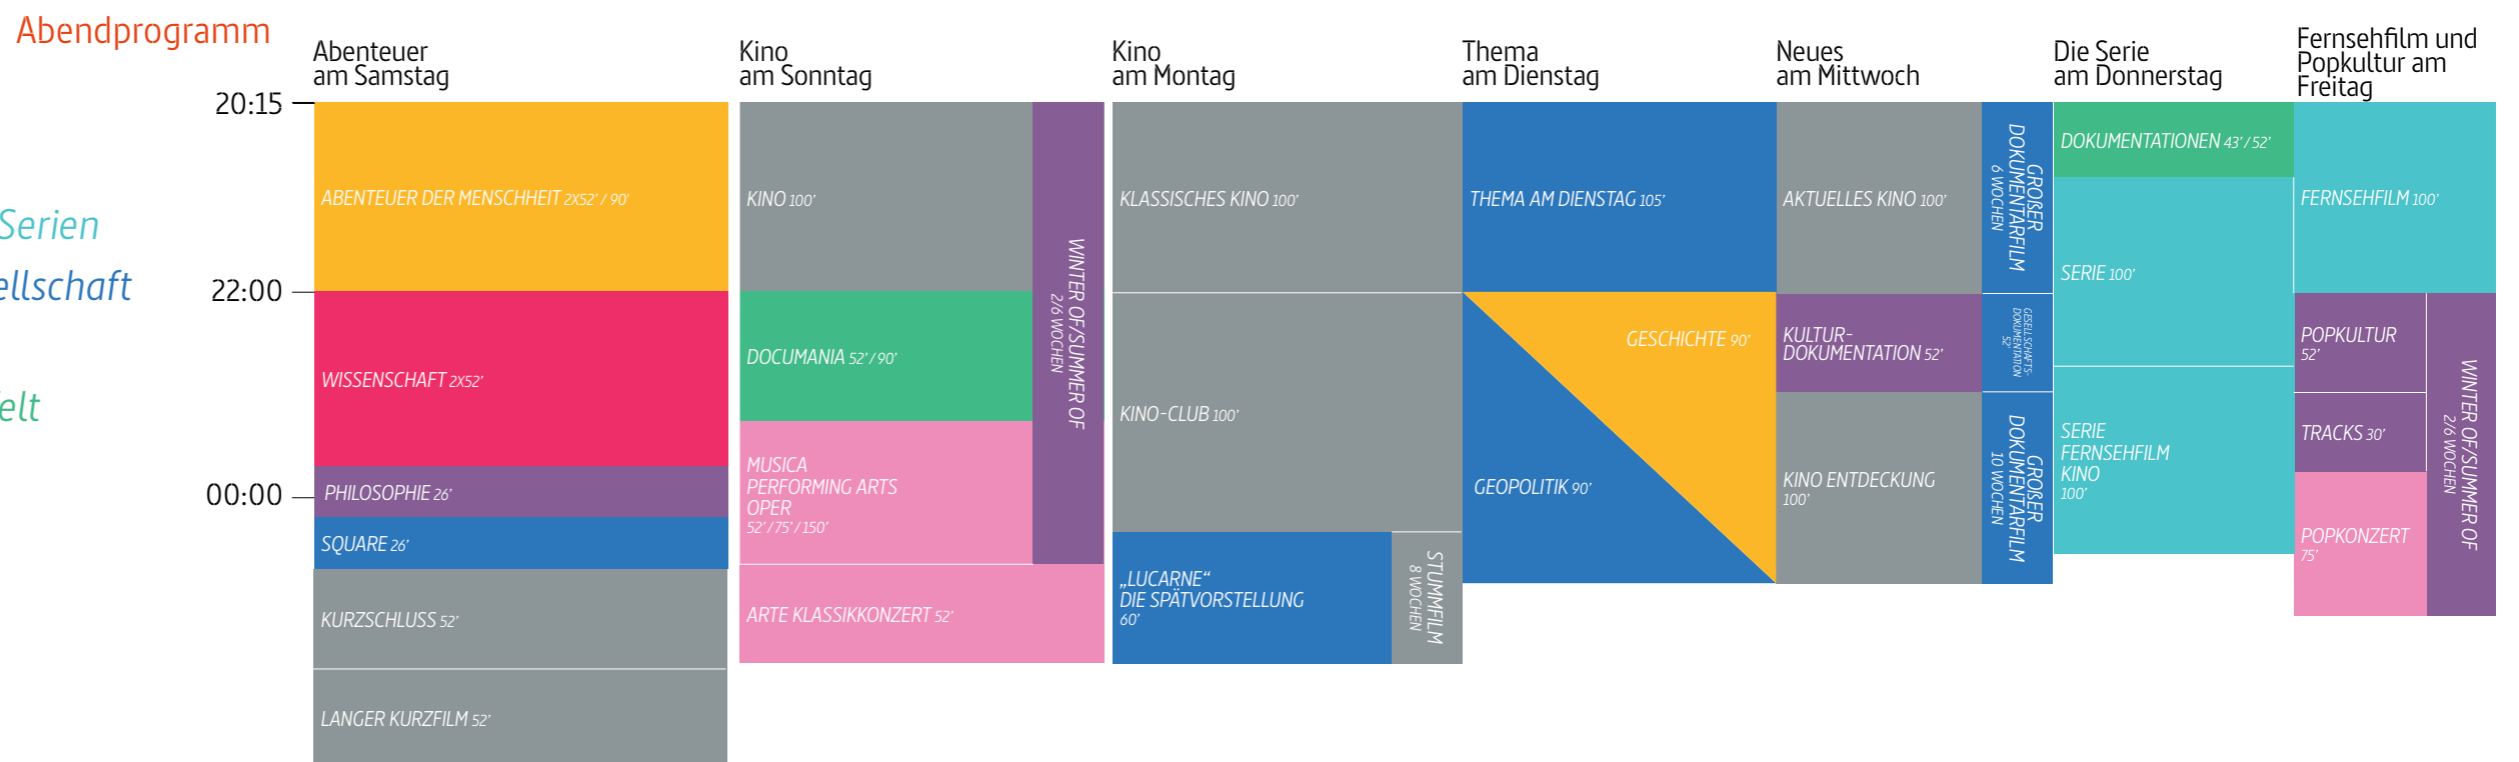 Abendprogramm
Serien
ellschaft
elt
20:15
22:00
00:00
Abenteuer
am Samstag
ABENTEUER DER MENSCHHEIT 2X52’ / 90’
WISSENSCHAFT 2X52’
PHILOSOPHIE 26’
SQUARE 26’
KURZSCHLUSS 52’
LANGER KURZFILM 52’
Kino
am Sonntag
KINO 100’
DOCUMANIA 52’ / 90’
MUSICA
PERFORMING ARTS
OPER
52’ / 75’ / 150’
WINTER OF/SUMMER OF
2/6 WOCHEN
ARTE KLASSIKKONZERT 52’
Kino
am Montag
KLASSISCHES KINO 100’
KINO-CLUB 100’
„LUCARNE“
DIE SPÄTVORSTELLUNG
60’
STUMMFILM
8 WOCHEN
Thema
am Dienstag
THEMA AM DIENSTAG 105’
GESCHICHTE 90’
GEOPOLITIK 90’
Neues
am Mittwoch
AKTUELLES KINO 100’
KULTUR-
DOKUMENTATION 52’
KINO ENTDECKUNG
100’
GROẞER
DOKUMENTARFILM
6 WOCHEN
GESELLSCHAFTS-
DOKUMENTATION
52’
GROẞER
DOKUMENTARFILM
10 WOCHEN
Die Serie
am Donnerstag
DOKUMENTATIONEN 43’ / 52’
SERIE 100’
SERIE
FERNSEHFILM
KINO
100’
Fernsehfilm und
Popkultur am
Freitag
FERNSEHFILM 100’
POPKULTUR
52’
TRACKS 30’
POPKONZERT
75’
WINTER OF/SUMMER OF
2/6 WOCHEN